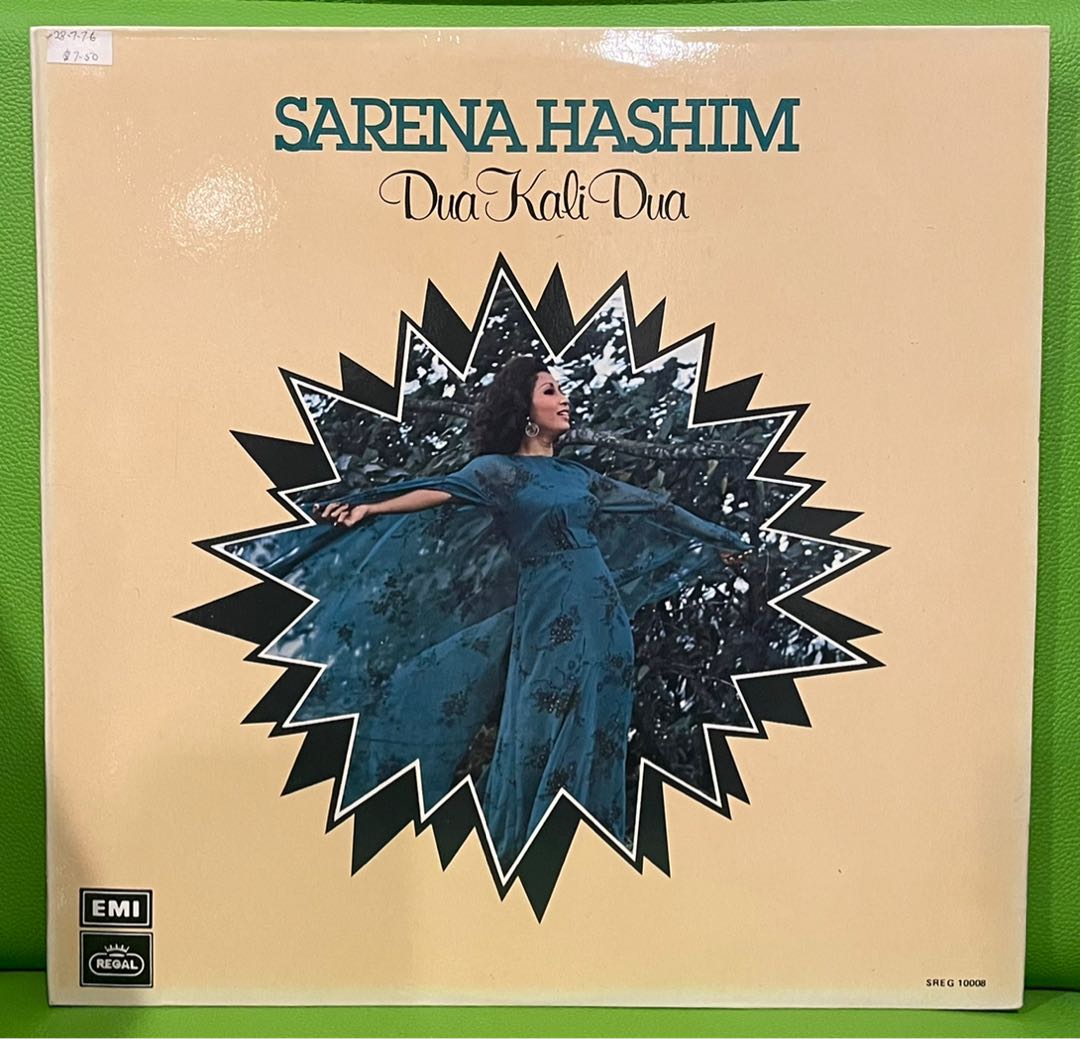 28-7-76
$7.50
SARENA HASHIM
Dua Kali Dua
EMI
REGAL
SREG 10008